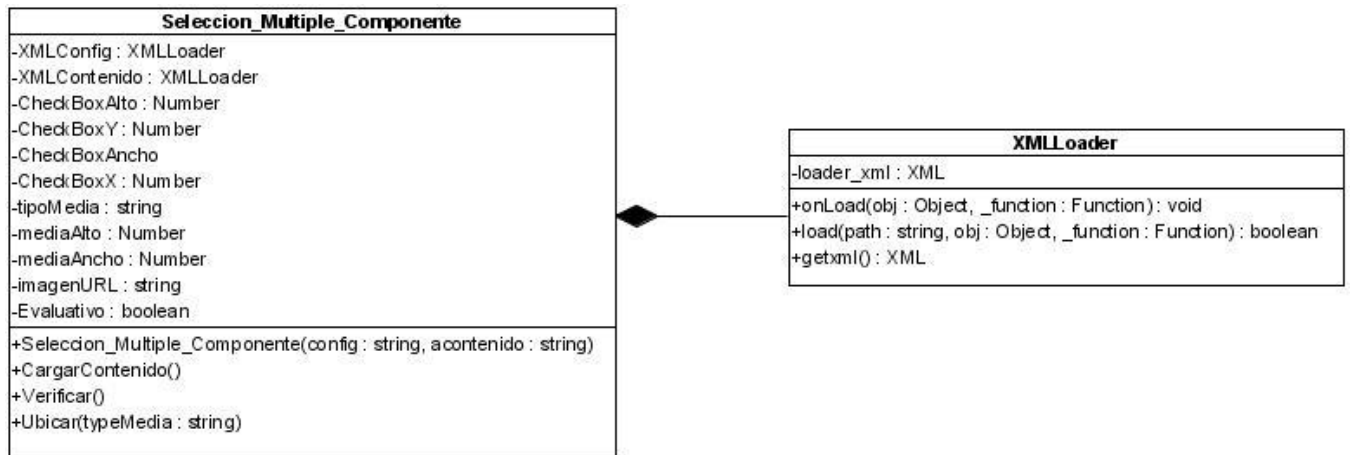 Seleccion_Multiple_Componente
-XMLConfig : XMLLoader
-XMLContenido : XMLLoader
-CheckBoxAlto : Number
-CheckBoxY : Number
-CheckBoxAncho
-CheckBoxX : Number
-tipoMedia : string
-mediaAlto : Number
-mediaAncho : Number
-imagenURL : string
-Evaluativo : boolean
+Seleccion_Multiple_Componente(config : string, acontenido : string)
+CargarContenido()
+Verificar()
+Ubicar(typeMedia : string)
XMLLoader
-loader_xml : XML
+onLoad(obj : Object, _function : Function) : void
+load(path : string, obj : Object, _function : Function) : boolean
+getxml() : XML